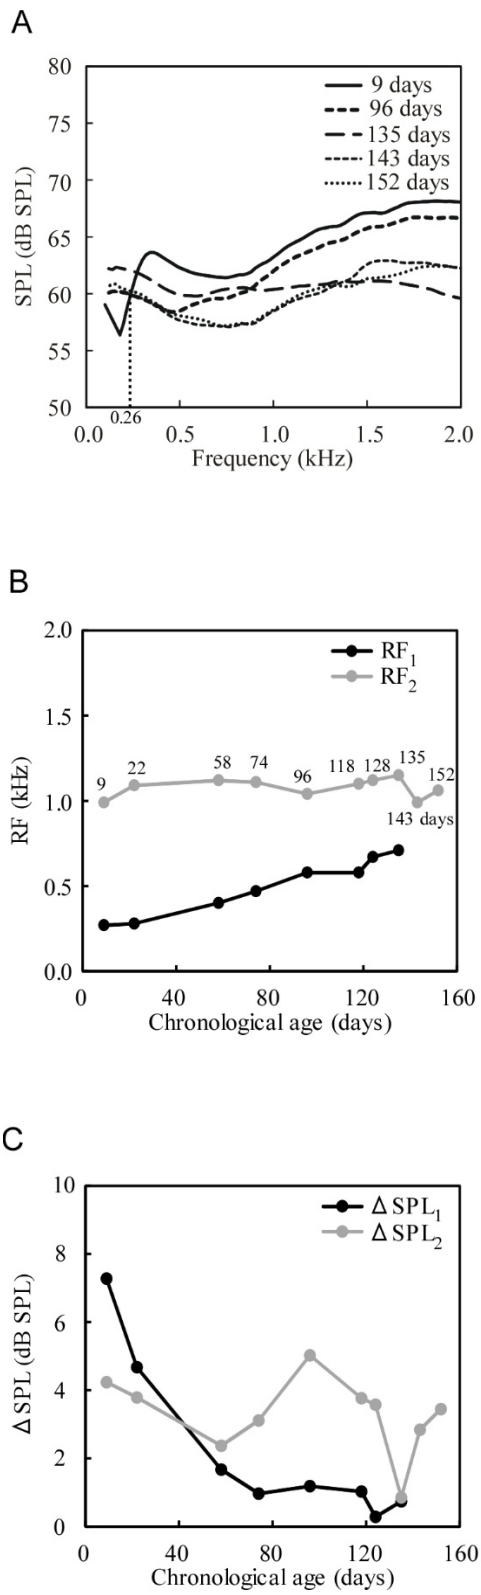 A
80
9 days
96 days
75
135 days
143 days
70
152 days
SPL (dB SPL)
65
60
55
50
0.26
0.0 0.5 1.0 1.5 2.0
Frequency (kHz)
B
2.0
RF1
RF2
1.5
9 22 58 74 96 118 128 135 152
143 days
RF (kHz)
1.0
0.5
0.0
0 40 80 120 160
Chronological age (days)
C
10
Δ SPL1
Δ SPL2
8
6
Δ SPL (dB SPL)
4
2
0
0 40 80 120 160
Chronological age (days)